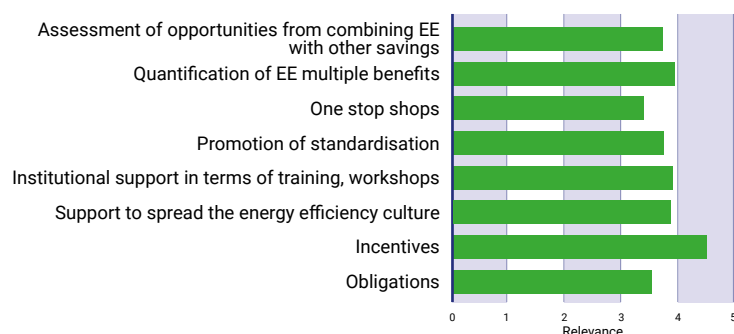 Assessment of opportunities from combining EE
with other savings
Quantification of EE multiple benefits
One stop shops
Promotion of standardisation
Institutional support in terms of training, workshops
Support to spread the energy efficiency culture
Incentives
Obligations
0 1 2 3 4 5
Relevance